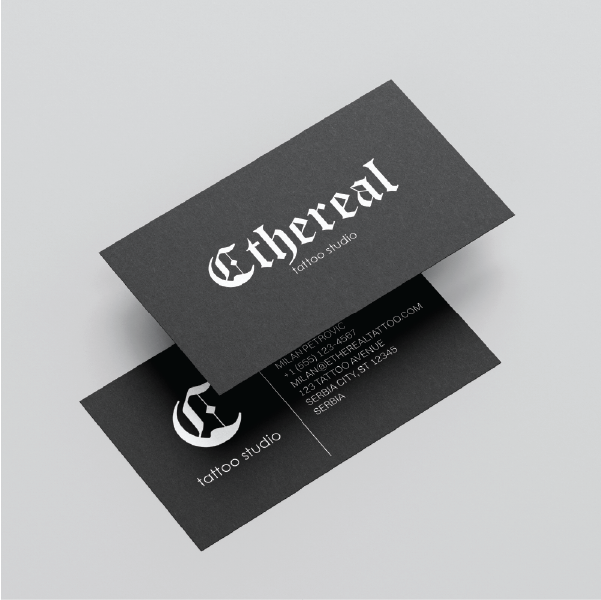 Ethereal
tattoo studio
E
tattoo studio
MILAN PETROVIC
+1 (555) 123-4567
MILAN@ETHEREALTATTOO.COM
123 TATTOO AVENUE
SERBIA CITY, ST 12345
SERBIA